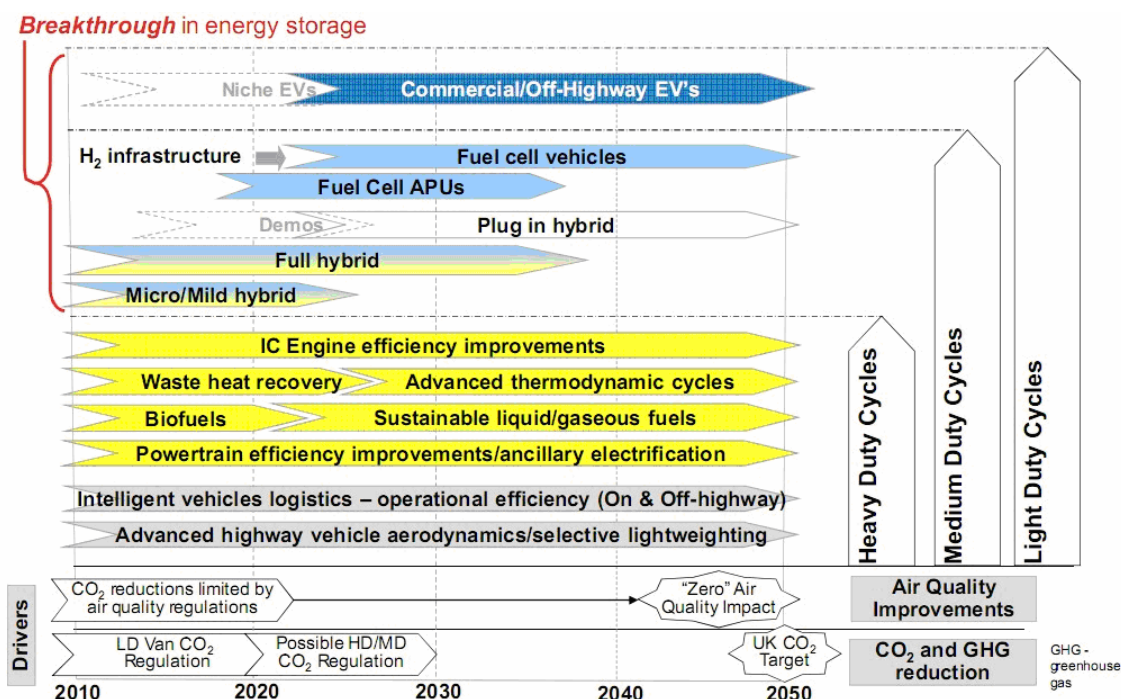 Breakthrough in energy storage
Niche EVs
Commercial/Off-Highway EV's
H2 infrastructure
Fuel cell vehicles
Fuel Cell APUs
Demos
Plug in hybrid
Full hybrid
Micro/Mild hybrid
IC Engine efficiency improvements
Waste heat recovery
Advanced thermodynamic cycles
Biofuels
Sustainable liquid/gaseous fuels
Powertrain efficiency improvements/ancillary electrification
Intelligent vehicles logistics – operational efficiency (On & Off-highway)
Advanced highway vehicle aerodynamics/selective lightweighting
Heavy Duty Cycles
Medium Duty Cycles
Light Duty Cycles
Drivers
CO2 reductions limited by
air quality regulations
"Zero" Air
Quality Impact
Air Quality
Improvements
LD Van CO2
Regulation
Possible HD/MD
CO2 Regulation
UK CO2
Target
CO2 and GHG
reduction
GHG -
greenhouse
gas
2010
2020
2030
2040
2050